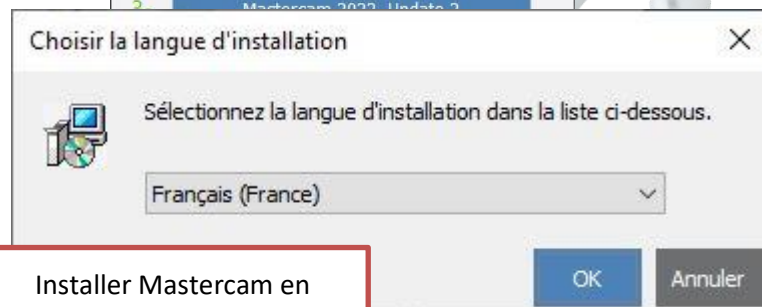 3
Mastercam 2022 Update 2
Choisir la langue d'installation
Sélectionnez la langue d'installation dans la liste ci-dessous.
Français (France)
OK
Annuler
Installer Mastercam en